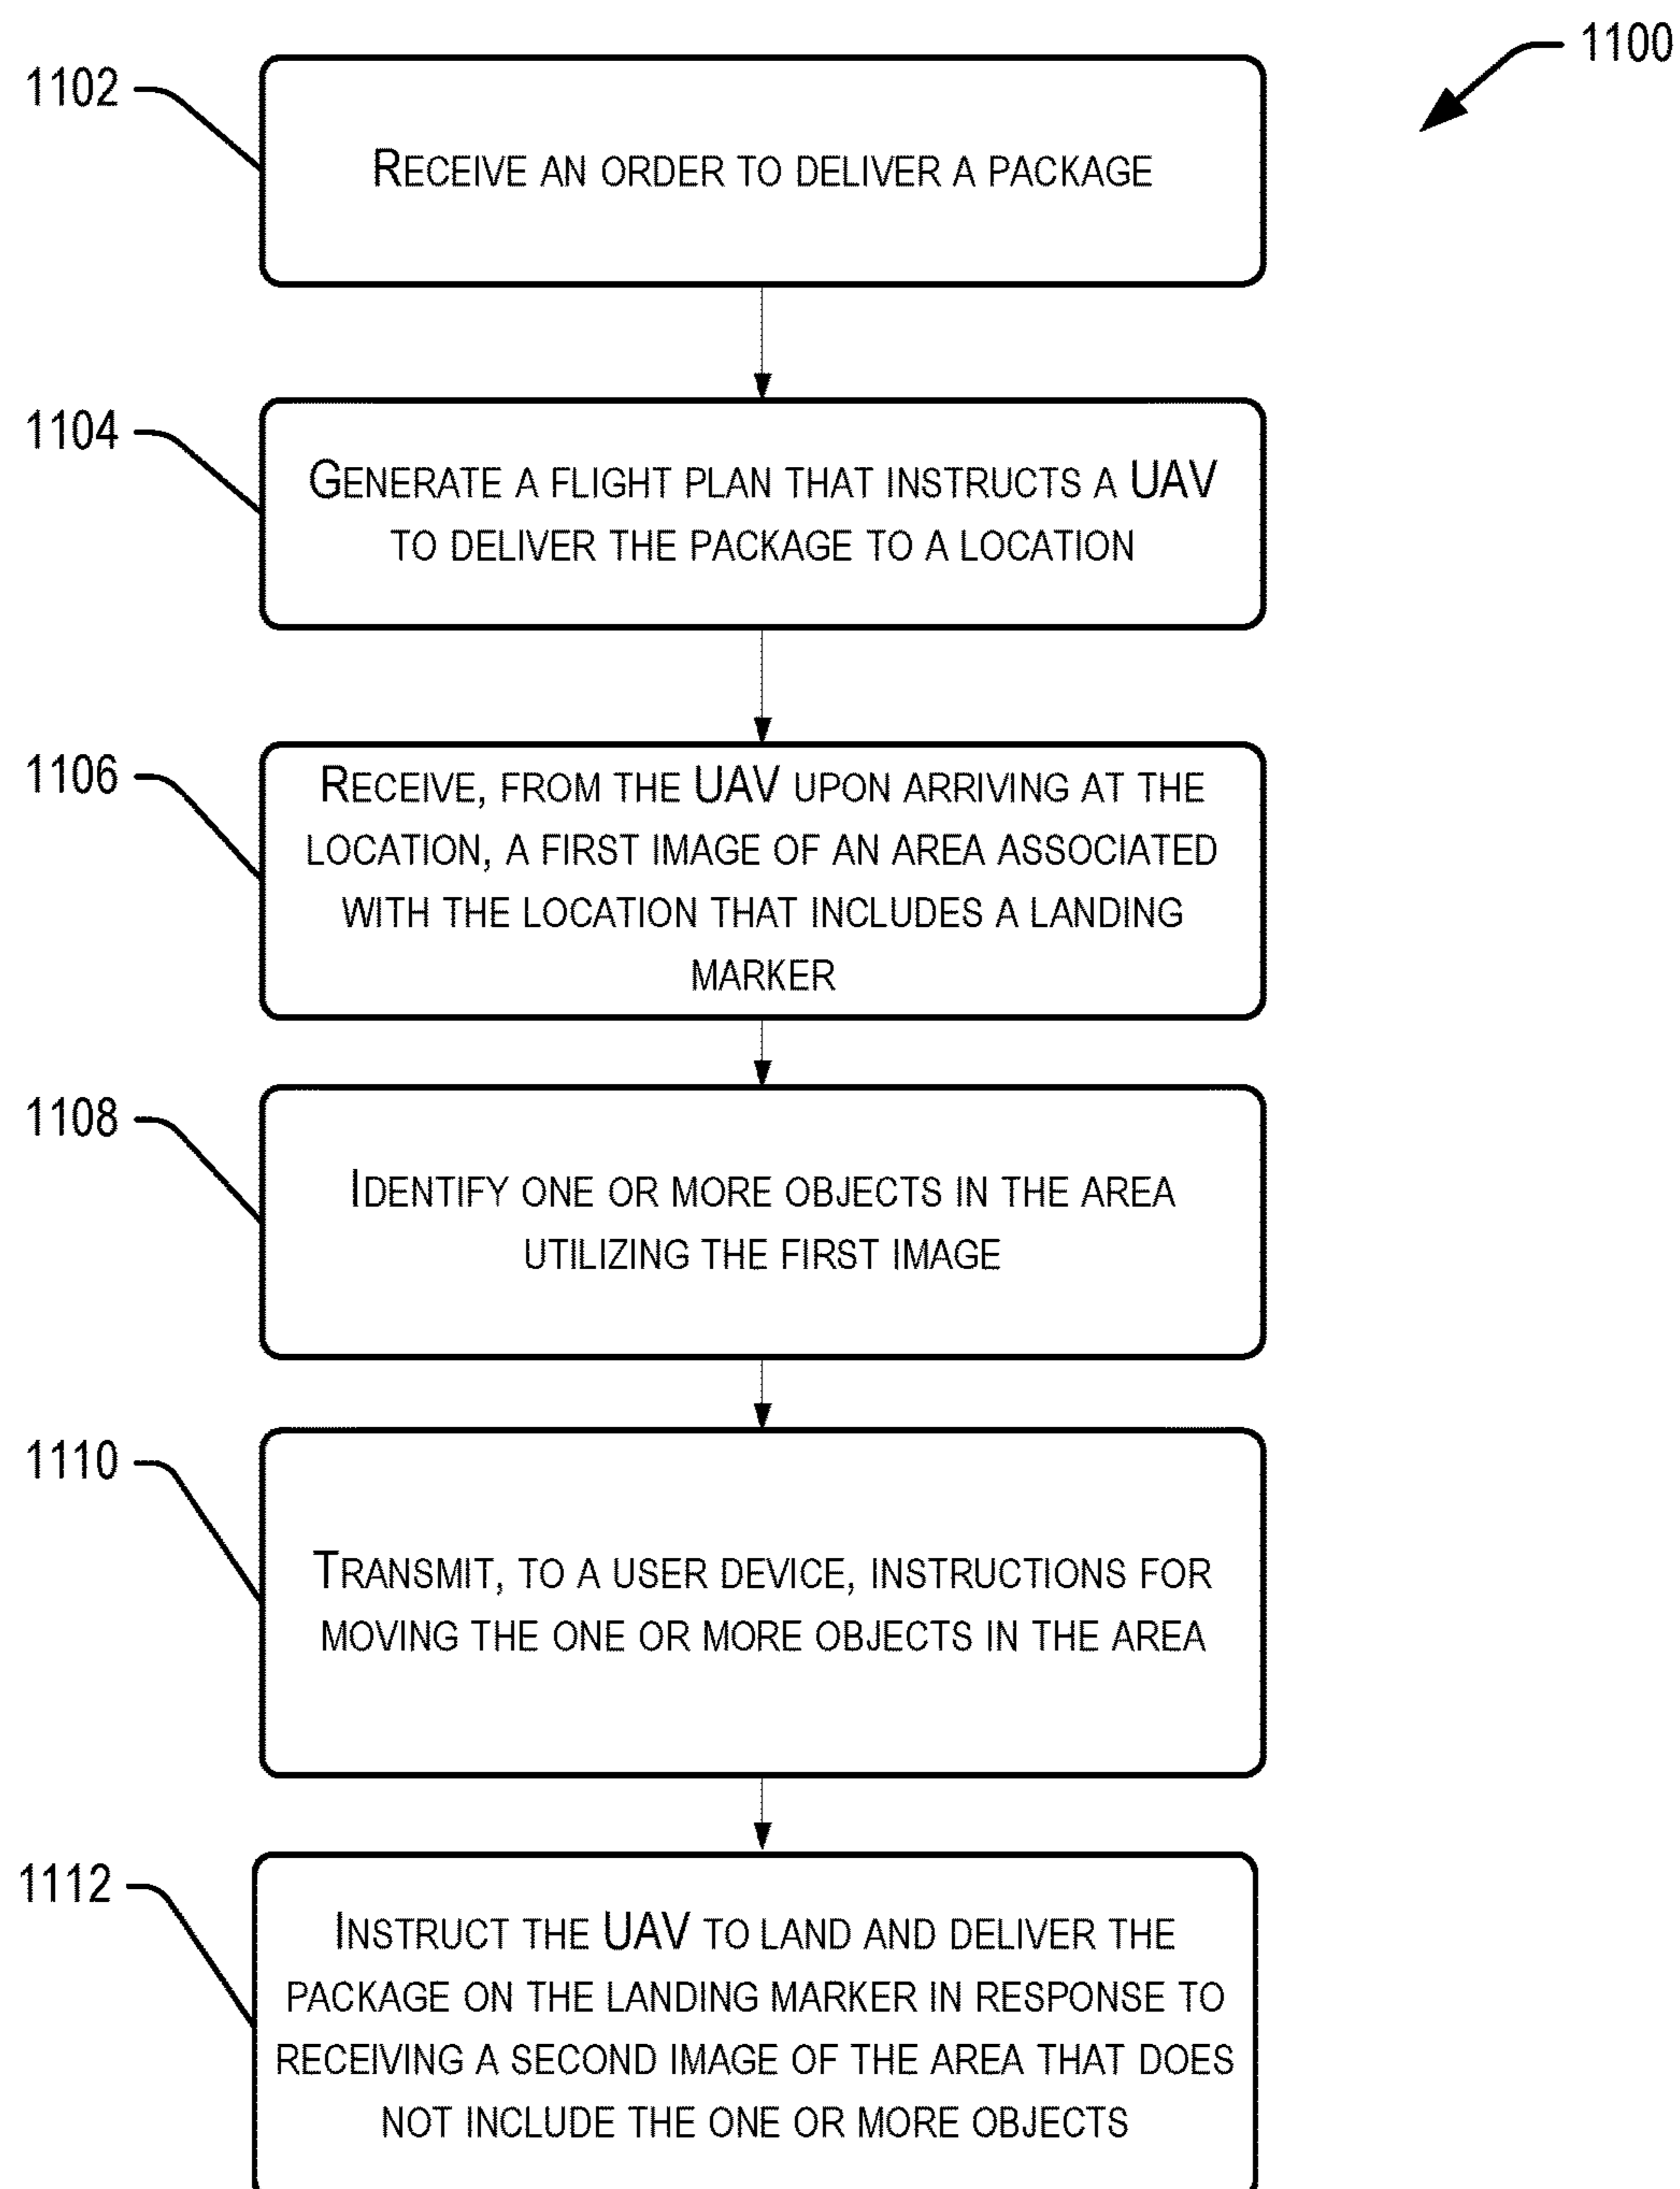 1100
1102
RECEIVE AN ORDER TO DELIVER A PACKAGE
1104
GENERATE A FLIGHT PLAN THAT INSTRUCTS A UAV
TO DELIVER THE PACKAGE TO A LOCATION
1106
RECEIVE, FROM THE UAV UPON ARRIVING AT THE
LOCATION, A FIRST IMAGE OF AN AREA ASSOCIATED
WITH THE LOCATION THAT INCLUDES A LANDING
MARKER
1108
IDENTIFY ONE OR MORE OBJECTS IN THE AREA
UTILIZING THE FIRST IMAGE
1110
TRANSMIT, TO A USER DEVICE, INSTRUCTIONS FOR
MOVING THE ONE OR MORE OBJECTS IN THE AREA
1112
INSTRUCT THE UAV TO LAND AND DELIVER THE
PACKAGE ON THE LANDING MARKER IN RESPONSE TO
RECEIVING A SECOND IMAGE OF THE AREA THAT DOES
NOT INCLUDE THE ONE OR MORE OBJECTS